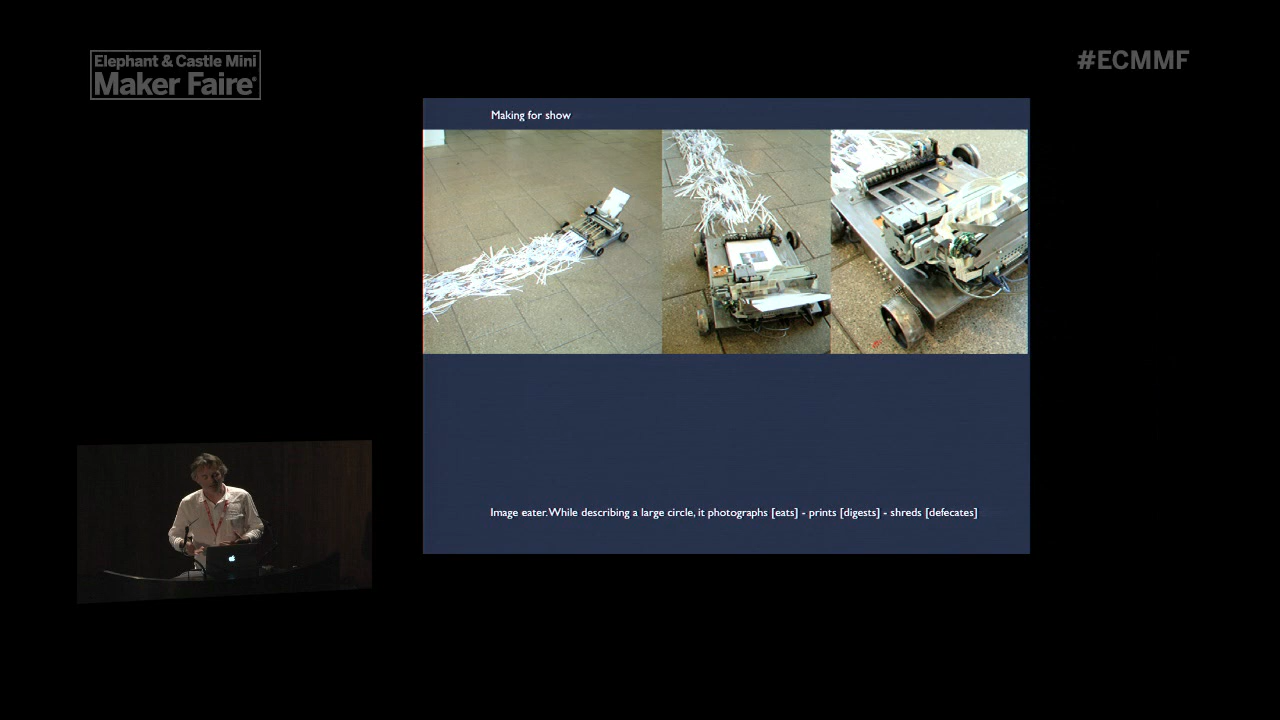 Elephant & Castle Mini
Maker Faire®
#ECMMF
Making for show
Image eater. While describing a large circle, it photographs [eats] - prints [digests] - shreds [defecates]